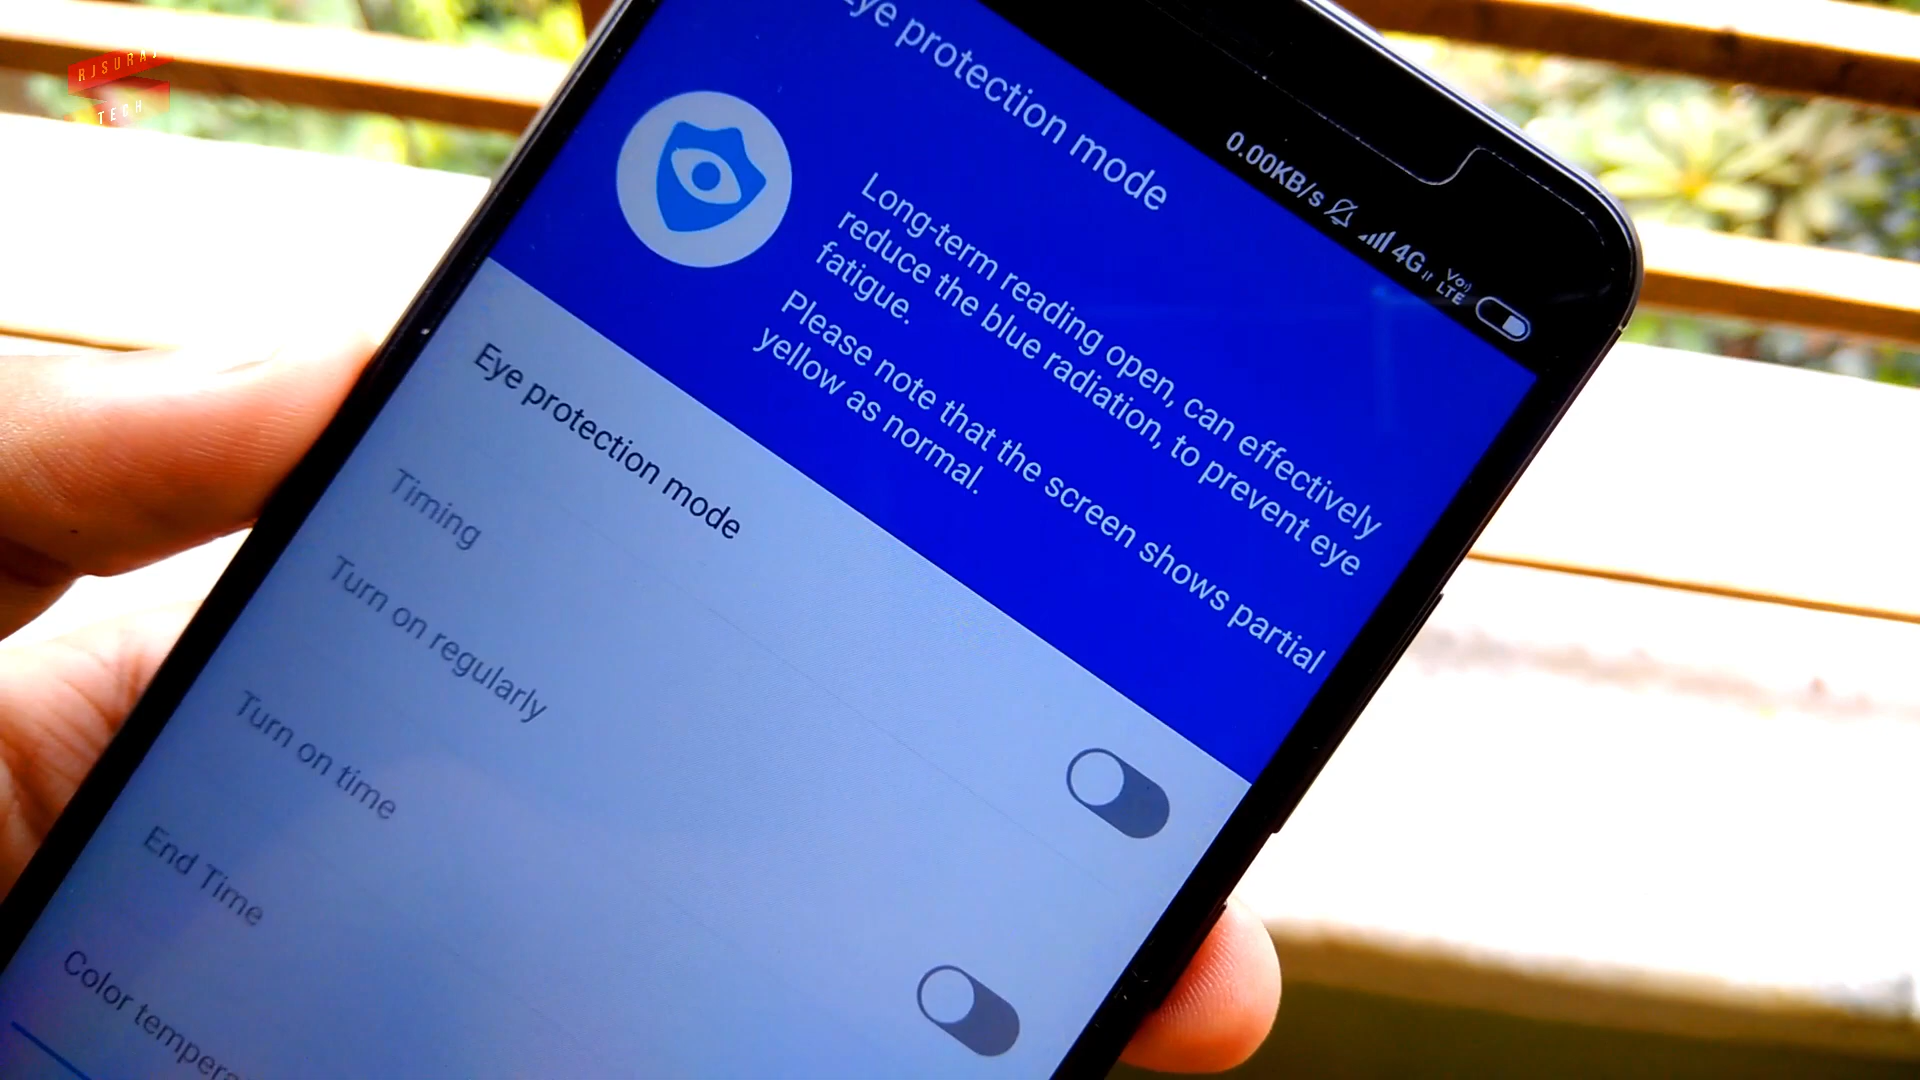 RJSURAJ
TECH
0.00KB/s 4G VoLTE
Eye protection mode
Long-term reading open, can effectively
reduce the blue radiation, to prevent eye
fatigue.
Please note that the screen shows partial
yellow as normal.
Eye protection mode
Timing
Turn on regularly
Turn on time
End Time
Color tempera